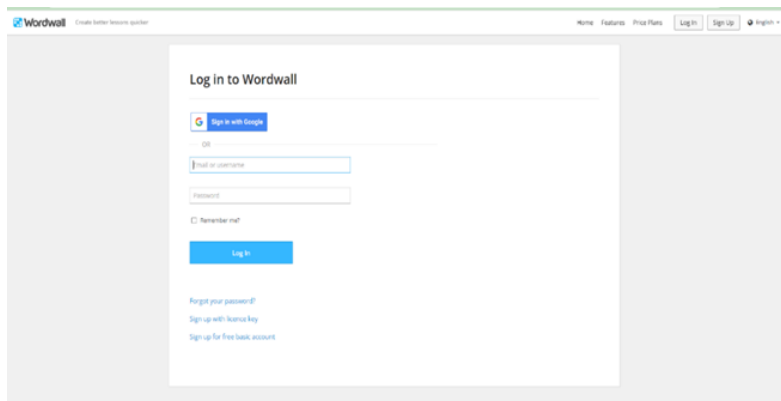 Wordwall Create better lessons quicker Home Features Price Plans Log In Sign Up English
Log in to Wordwall
Sign in with Google
OR
Email or username
Password
Remember me?
Log In
Forgot your password?
Sign up with licence key
Sign up for free basic account